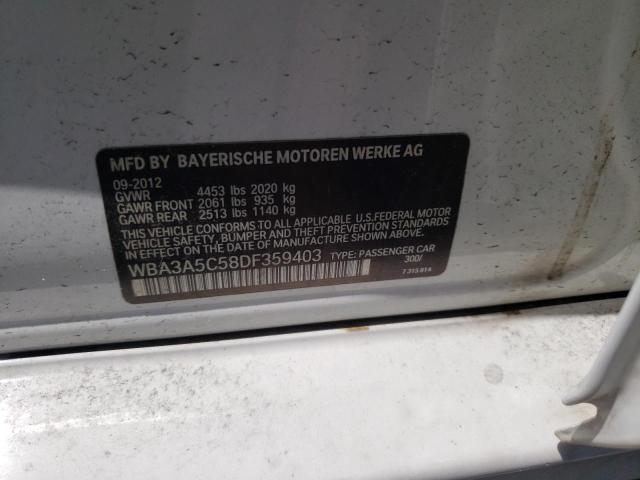 MFD BY BAYERISCHE MOTOREN WERKE AG
09-2012
GVWR 4453 lbs 2020 kg
GAWR FRONT 2061 lbs 935 kg
GAWR REAR 2513 lbs 1140 kg
THIS VEHICLE CONFORMS TO ALL APPLICABLE U.S.FEDERAL MOTOR
VEHICLE SAFETY, BUMPER AND THEFT PREVENTION STANDARDS
IN EFFECT ON THE DATE OF MANUFACTURE SHOWN ABOVE.
WBA3A5C58DF359403 TYPE: PASSENGER CAR
300/
7 315 814